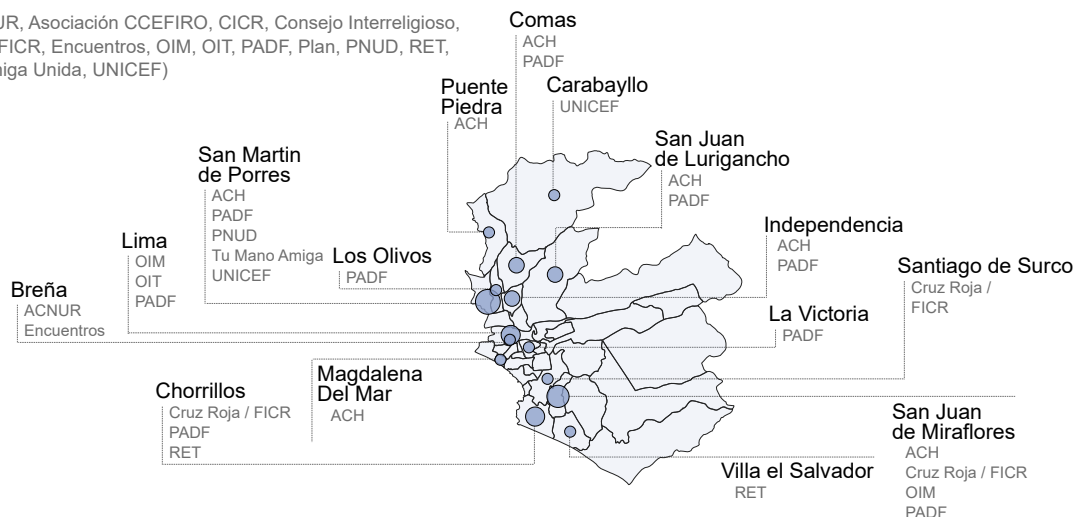 UR, Asociación CCEFIRO, CICR, Consejo Interreligioso,
FICR, Encuentros, OIM, OIT, PADF, Plan, PNUD, RET,
miga Unida, UNICEF)
Comas
ACH
PADF
Puente
Piedra
ACH
Carabayllo
UNICEF
San Juan
de Lurigancho
ACH
PADF
San Martin
de Porres
ACH
PADF
PNUD
Tu Mano Amiga
UNICEF
Independencia
ACH
PADF
Lima
OIM
OIT
PADF
Los Olivos
PADF
Santiago de Surco
Cruz Roja /
FICR
Breña
ACNUR
Encuentros
La Victoria
PADF
Magdalena
Del Mar
ACH
Chorrillos
Cruz Roja / FICR
PADF
RET
San Juan
de Miraflores
ACH
Cruz Roja / FICR
OIM
PADF
Villa el Salvador
RET